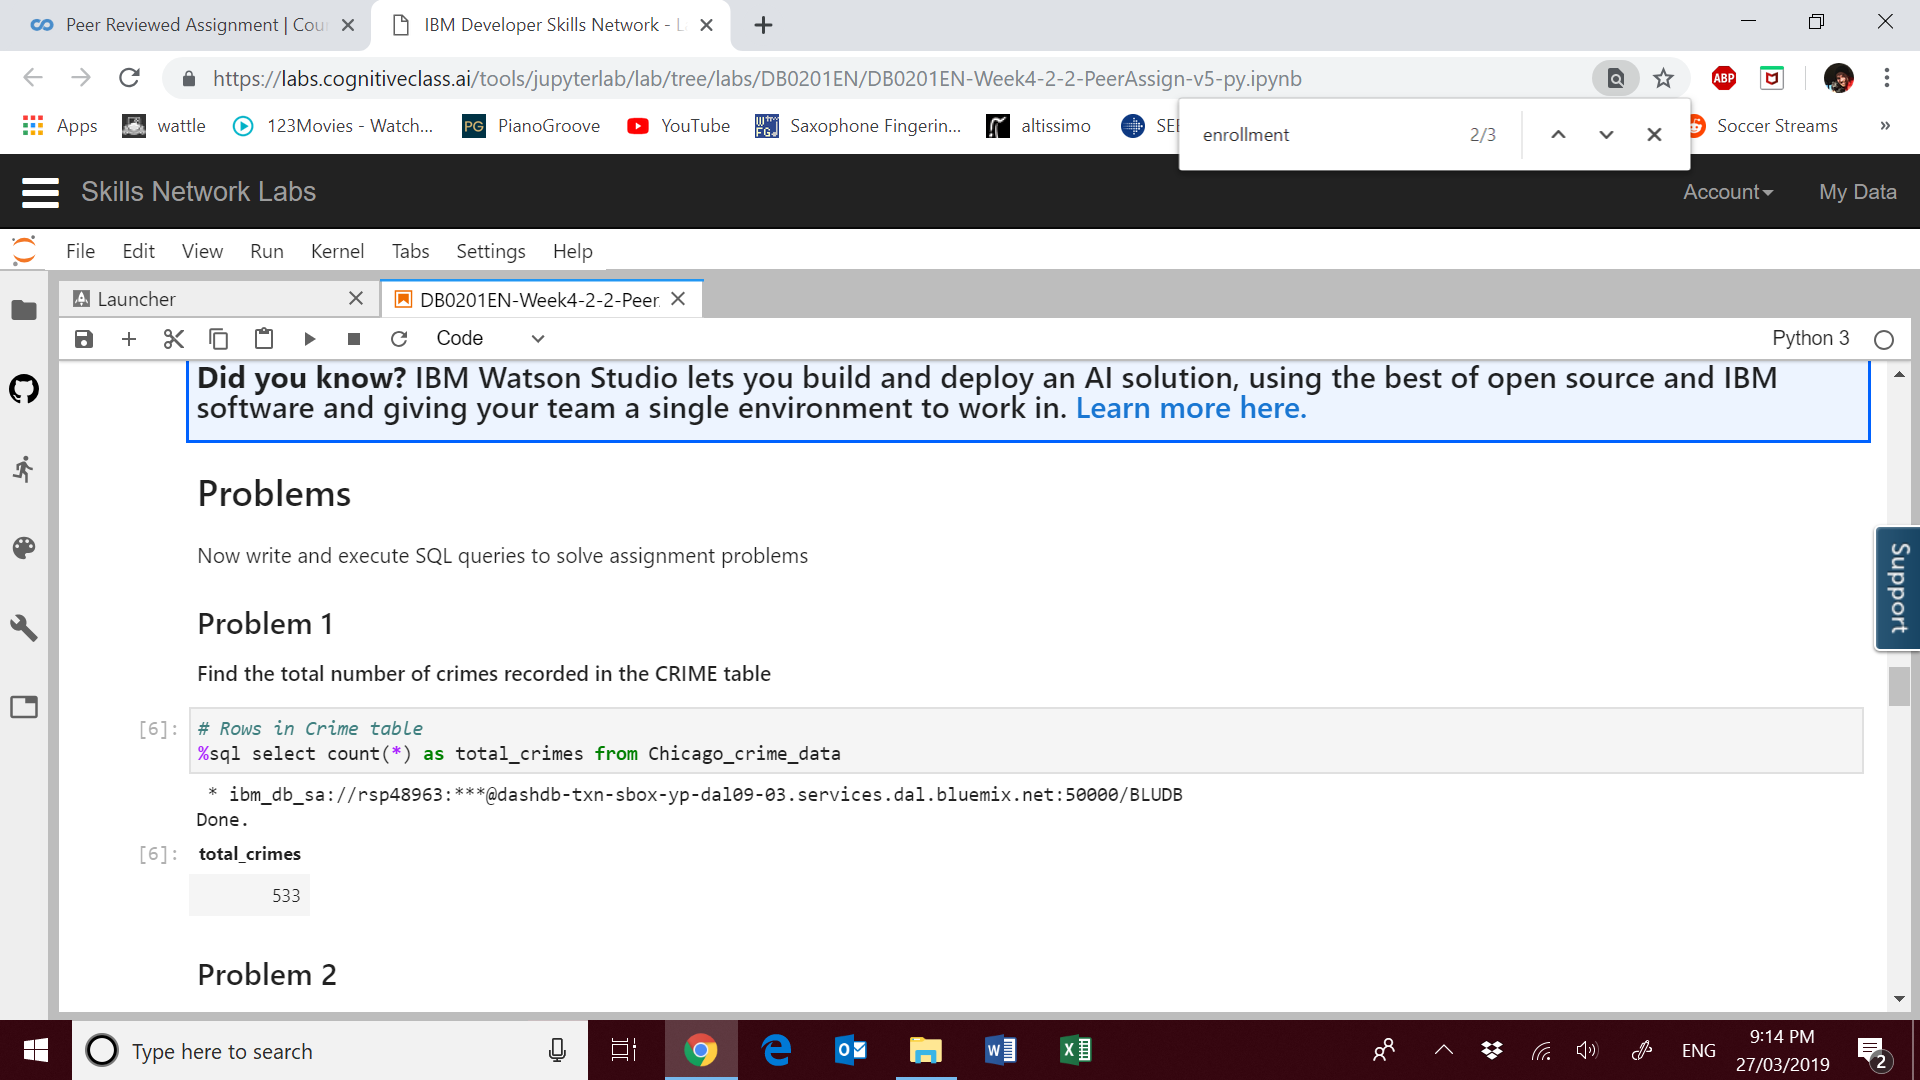 Peer Reviewed Assignment | Cou
IBM Developer Skills Network - L
https://labs.cognitiveclass.ai/tools/jupyterlab/lab/tree/labs/DB0201EN/DB0201EN-Week4-2-2-PeerAssign-v5-py.ipynb
ABP
Apps
wattle
123Movies - Watch...
PG PianoGroove
YouTube
Saxophone Fingerin...
altissimo
Soccer Streams
»
enrollment 2/3
Skills Network Labs
Account
My Data
File Edit View Run Kernel Tabs Settings Help
Launcher
DB0201EN-Week4-2-2-Peer
Code
Python 3
Did you know? IBM Watson Studio lets you build and deploy an AI solution, using the best of open source and IBM
software and giving your team a single environment to work in. Learn more here.
Problems
Now write and execute SQL queries to solve assignment problems
Problem 1
Find the total number of crimes recorded in the CRIME table
[6]: # Rows in Crime table
%sql select count(*) as total_crimes from Chicago_crime_data
* ibm_db_sa://rsp48963:***@dashdb-txn-sbox-yp-dal09-03.services.dal.bluemix.net:50000/BLUDB
Done.
[6]: total_crimes
533
Problem 2
Support
Type here to search
ENG
9:14 PM
27/03/2019
2